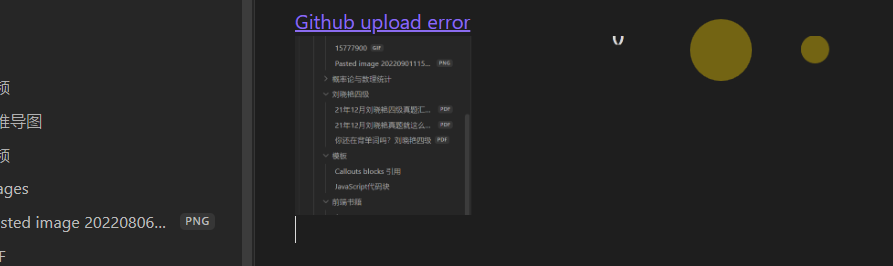 频
维导图
频
ages
sted image 20220806... PNG
Github upload error
15777900 GIF
Pasted image 20220901115... PNG
概率论与数理统计
刘晓艳四级
21年12月刘晓艳四级真题汇... PDF
21年12月刘晓艳真题就这么... PDF
你还在背单词吗？刘晓艳四级 PDF
模板
Callouts blocks 引用
JavaScript代码块
前端书籍